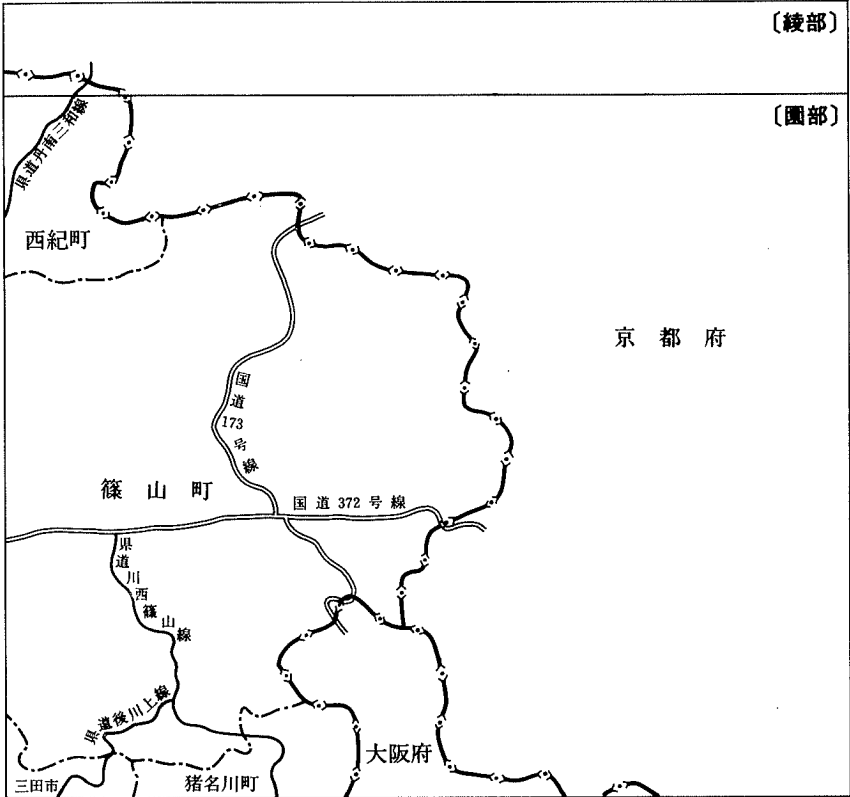 〔綾部〕
〔園部〕
県道丹南三和線
西紀町
京都府
国道173号線
篠山町
国道372号線
県道川西篠山線
県道後川上線
大阪府
三田市
猪名川町